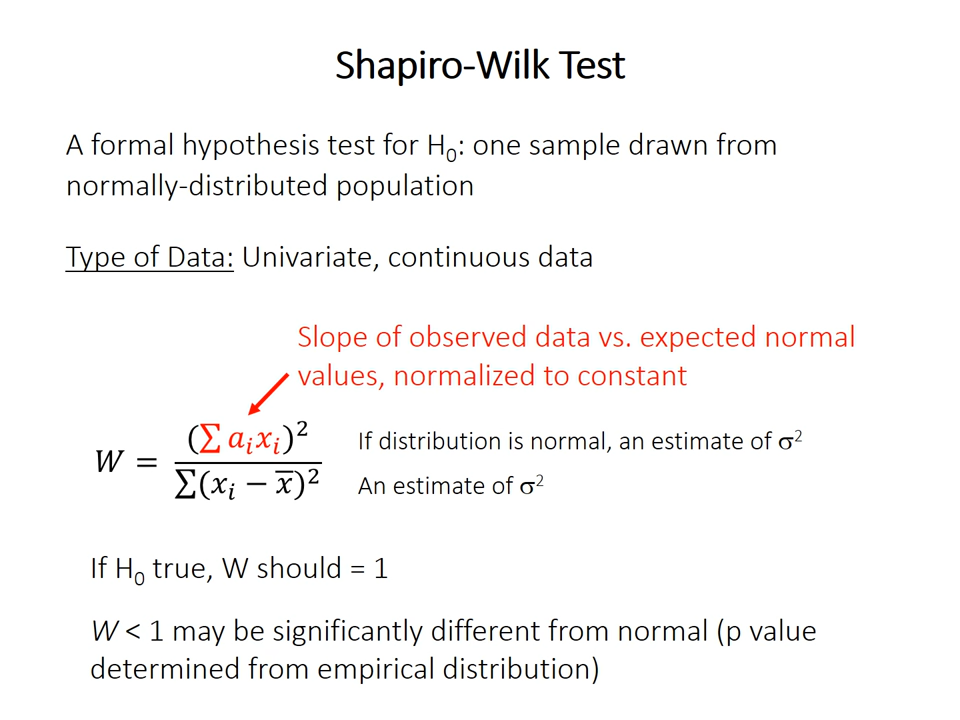 Shapiro-Wilk Test
A formal hypothesis test for H₀: one sample drawn from
normally-distributed population
Type of Data: Univariate, continuous data
Slope of observed data vs. expected normal
values, normalized to constant
W = (∑ aᵢxᵢ)² / ∑(xᵢ − x̅)²
If distribution is normal, an estimate of σ²
An estimate of σ²
If H₀ true, W should = 1
W < 1 may be significantly different from normal (p value
determined from empirical distribution)